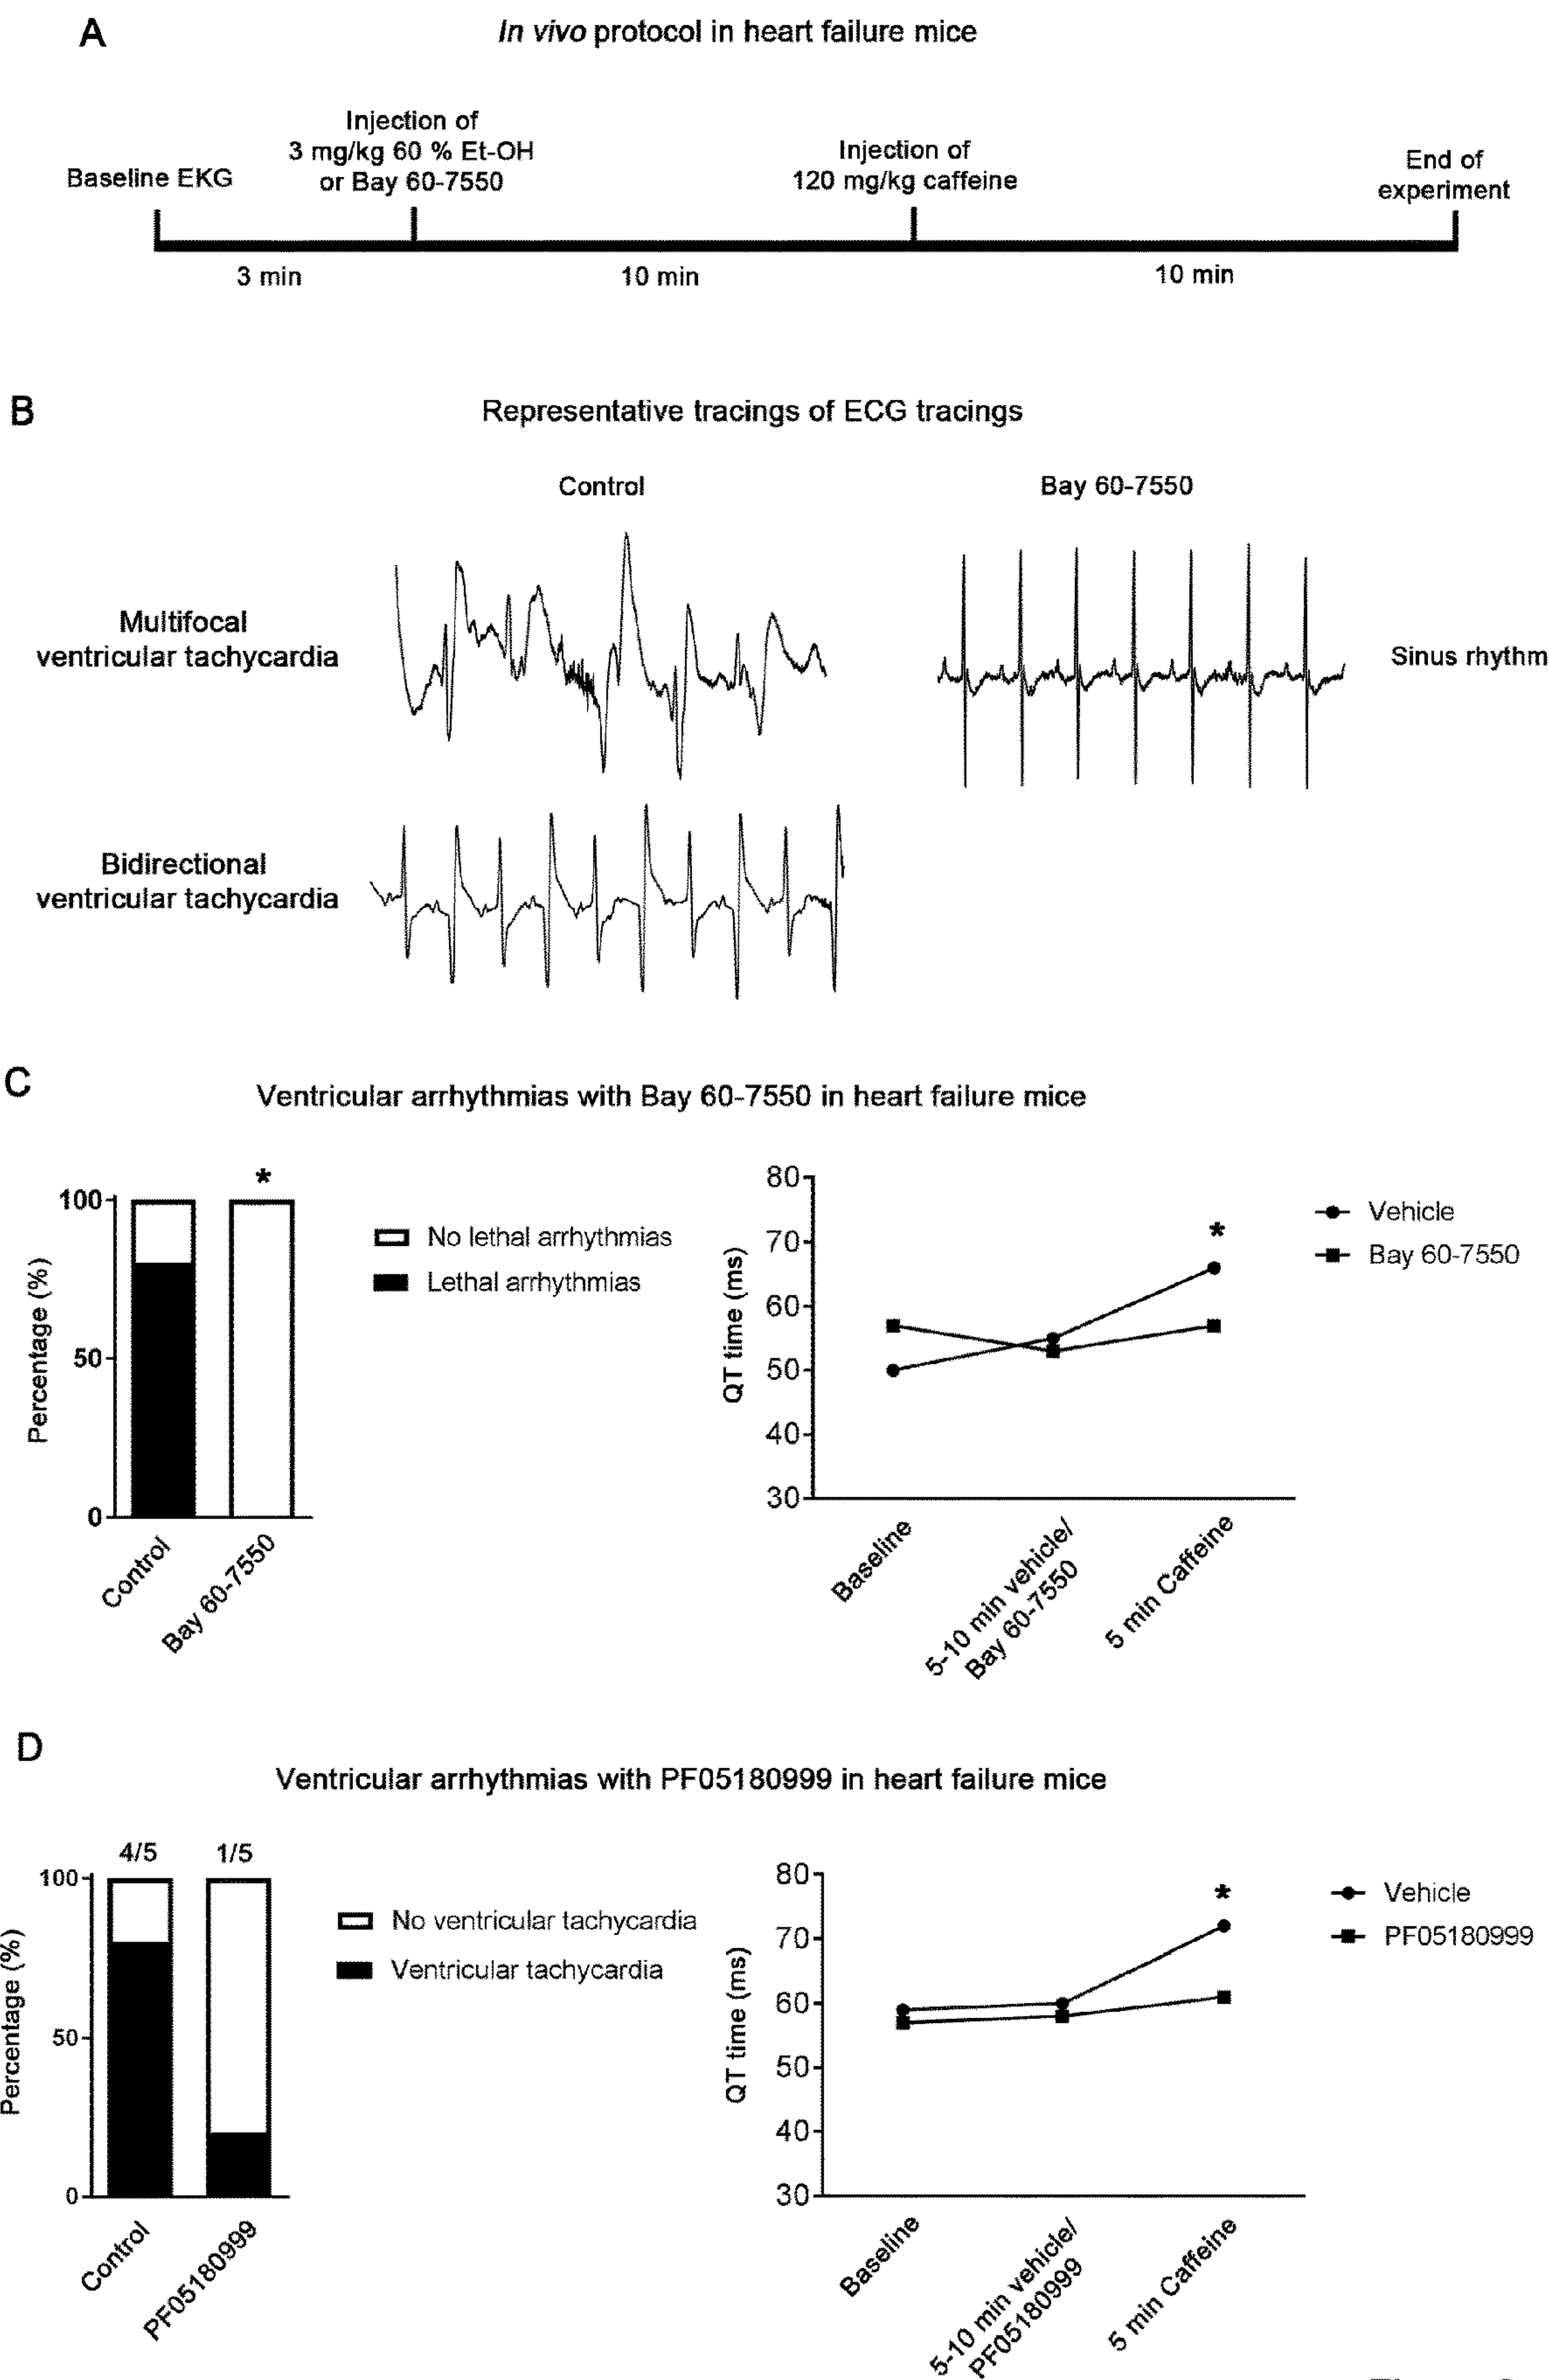 A
In vivo protocol in heart failure mice
Baseline EKG
Injection of
3 mg/kg 60 % Et-OH
or Bay 60-7550
Injection of
120 mg/kg caffeine
End of
experiment
3 min
10 min
10 min
B
Representative tracings of ECG tracings
Control
Bay 60-7550
Multifocal
ventricular tachycardia
Sinus rhythm
Bidirectional
ventricular tachycardia
C
Ventricular arrhythmias with Bay 60-7550 in heart failure mice
Percentage (%)
100
50
0
*
Control
Bay 60-7550
No lethal arrhythmias
Lethal arrhythmias
QT time (ms)
80
70
60
50
40
30
*
Vehicle
Bay 60-7550
Baseline
5-10 min vehicle/
Bay 60-7550
5 min Caffeine
D
Ventricular arrhythmias with PF05180999 in heart failure mice
Percentage (%)
4/5
1/5
100
50
0
Control
PF05180999
No ventricular tachycardia
Ventricular tachycardia
QT time (ms)
80
70
60
50
40
30
*
Vehicle
PF05180999
Baseline
5-10 min vehicle/
PF05180999
5 min Caffeine